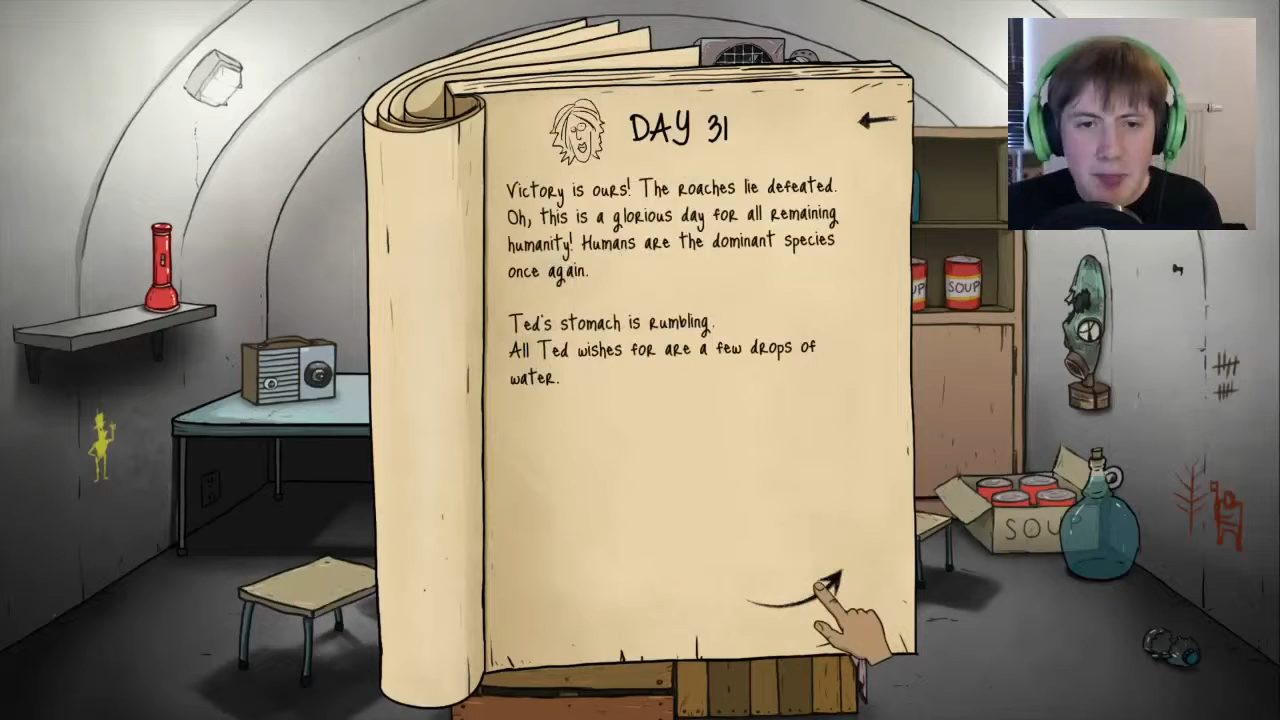 DAY 31
Victory is ours! The roaches lie defeated.
Oh, this is a glorious day for all remaining
humanity! Humans are the dominant species
once again.
Ted's stomach is rumbling.
All Ted wishes for are a few drops of
water.
UP
SOUP
SOU